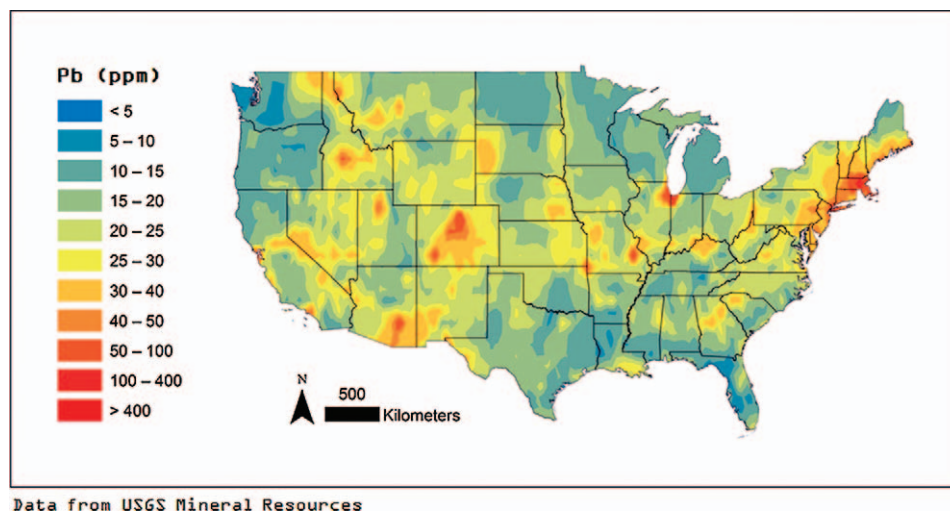 Pb (ppm)
< 5
5 – 10
10 – 15
15 – 20
20 – 25
25 – 30
30 – 40
40 – 50
50 – 100
100 – 400
> 400
N
500
Kilometers
Data from USGS Mineral Resources